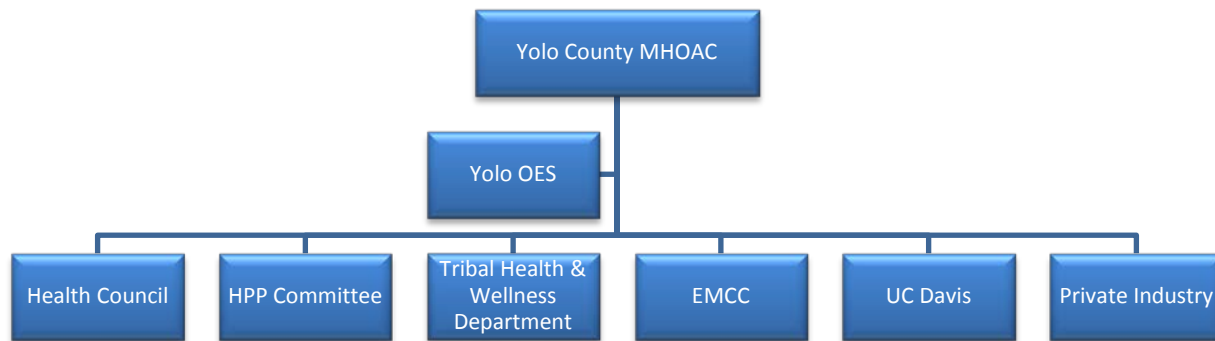 Yolo County MHOAC
Yolo OES
Health Council
HPP Committee
Tribal Health &
Wellness
Department
EMCC
UC Davis
Private Industry